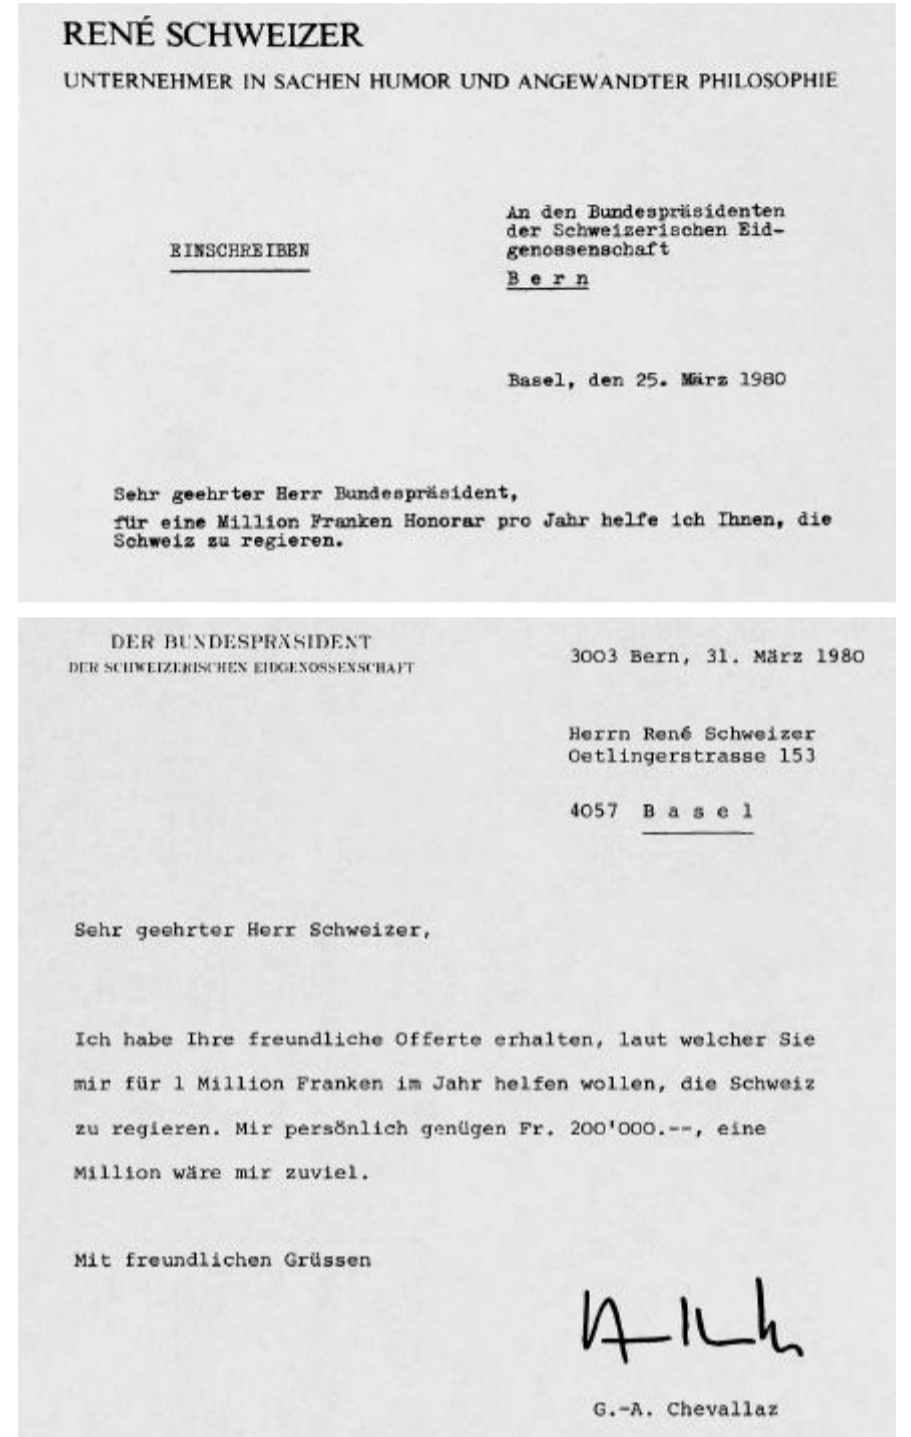 RENÉ SCHWEIZER
UNTERNEHMER IN SACHEN HUMOR UND ANGEWANDTER PHILOSOPHIE
EINSCHREIBEN
An den Bundespräsidenten
der Schweizerischen Eid-
genossenschaft
B e r n
Basel, den 25. März 1980
Sehr geehrter Herr Bundespräsident,
für eine Million Franken Honorar pro Jahr helfe ich Ihnen, die
Schweiz zu regieren.
DER BUNDESPRÄSIDENT
DER SCHWEIZERISCHEN EIDGENOSSENSCHAFT
3003 Bern, 31. März 1980
Herrn René Schweizer
Oetlingerstrasse 153
4057 B a s e l
Sehr geehrter Herr Schweizer,
Ich habe Ihre freundliche Offerte erhalten, laut welcher Sie
mir für 1 Million Franken im Jahr helfen wollen, die Schweiz
zu regieren. Mir persönlich genügen Fr. 200'000.--, eine
Million wäre mir zuviel.
Mit freundlichen Grüssen
G.-A. Chevallaz